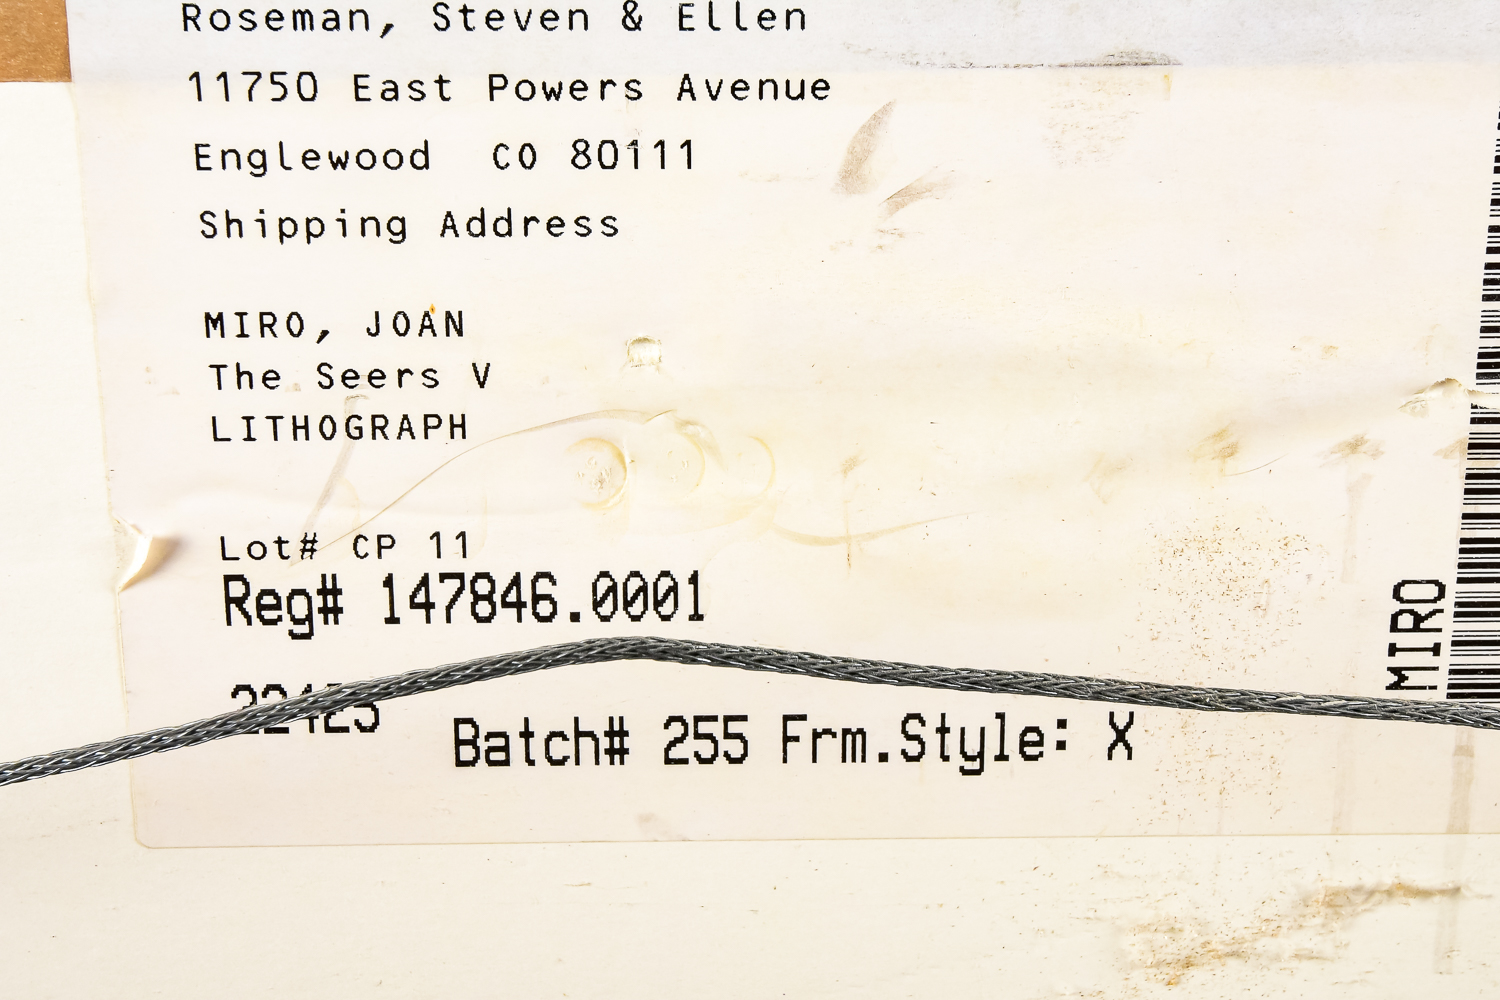 Roseman, Steven & Ellen
11750 East Powers Avenue
Englewood CO 80111
Shipping Address
MIRO, JOAN
The Seers V
LITHOGRAPH
Lot# CP 11
Reg# 147846.0001
Batch# 255 Frm.Style: X
MIRO